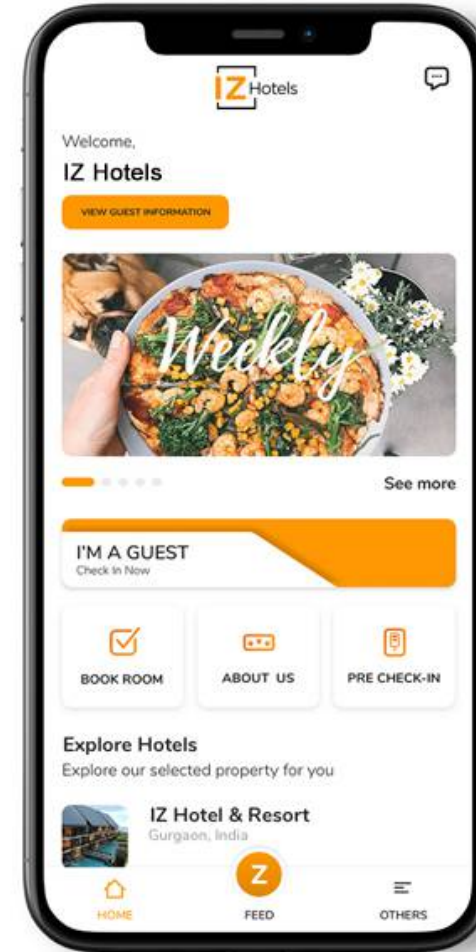 IZ Hotels
Welcome,
IZ Hotels
VIEW GUEST INFORMATION
Weekly
See more
I'M A GUEST
Check In Now
BOOK ROOM
ABOUT US
PRE CHECK-IN
Explore Hotels
Explore our selected property for you
IZ Hotel & Resort
Gurgaon, India
Z
HOME
FEED
OTHERS